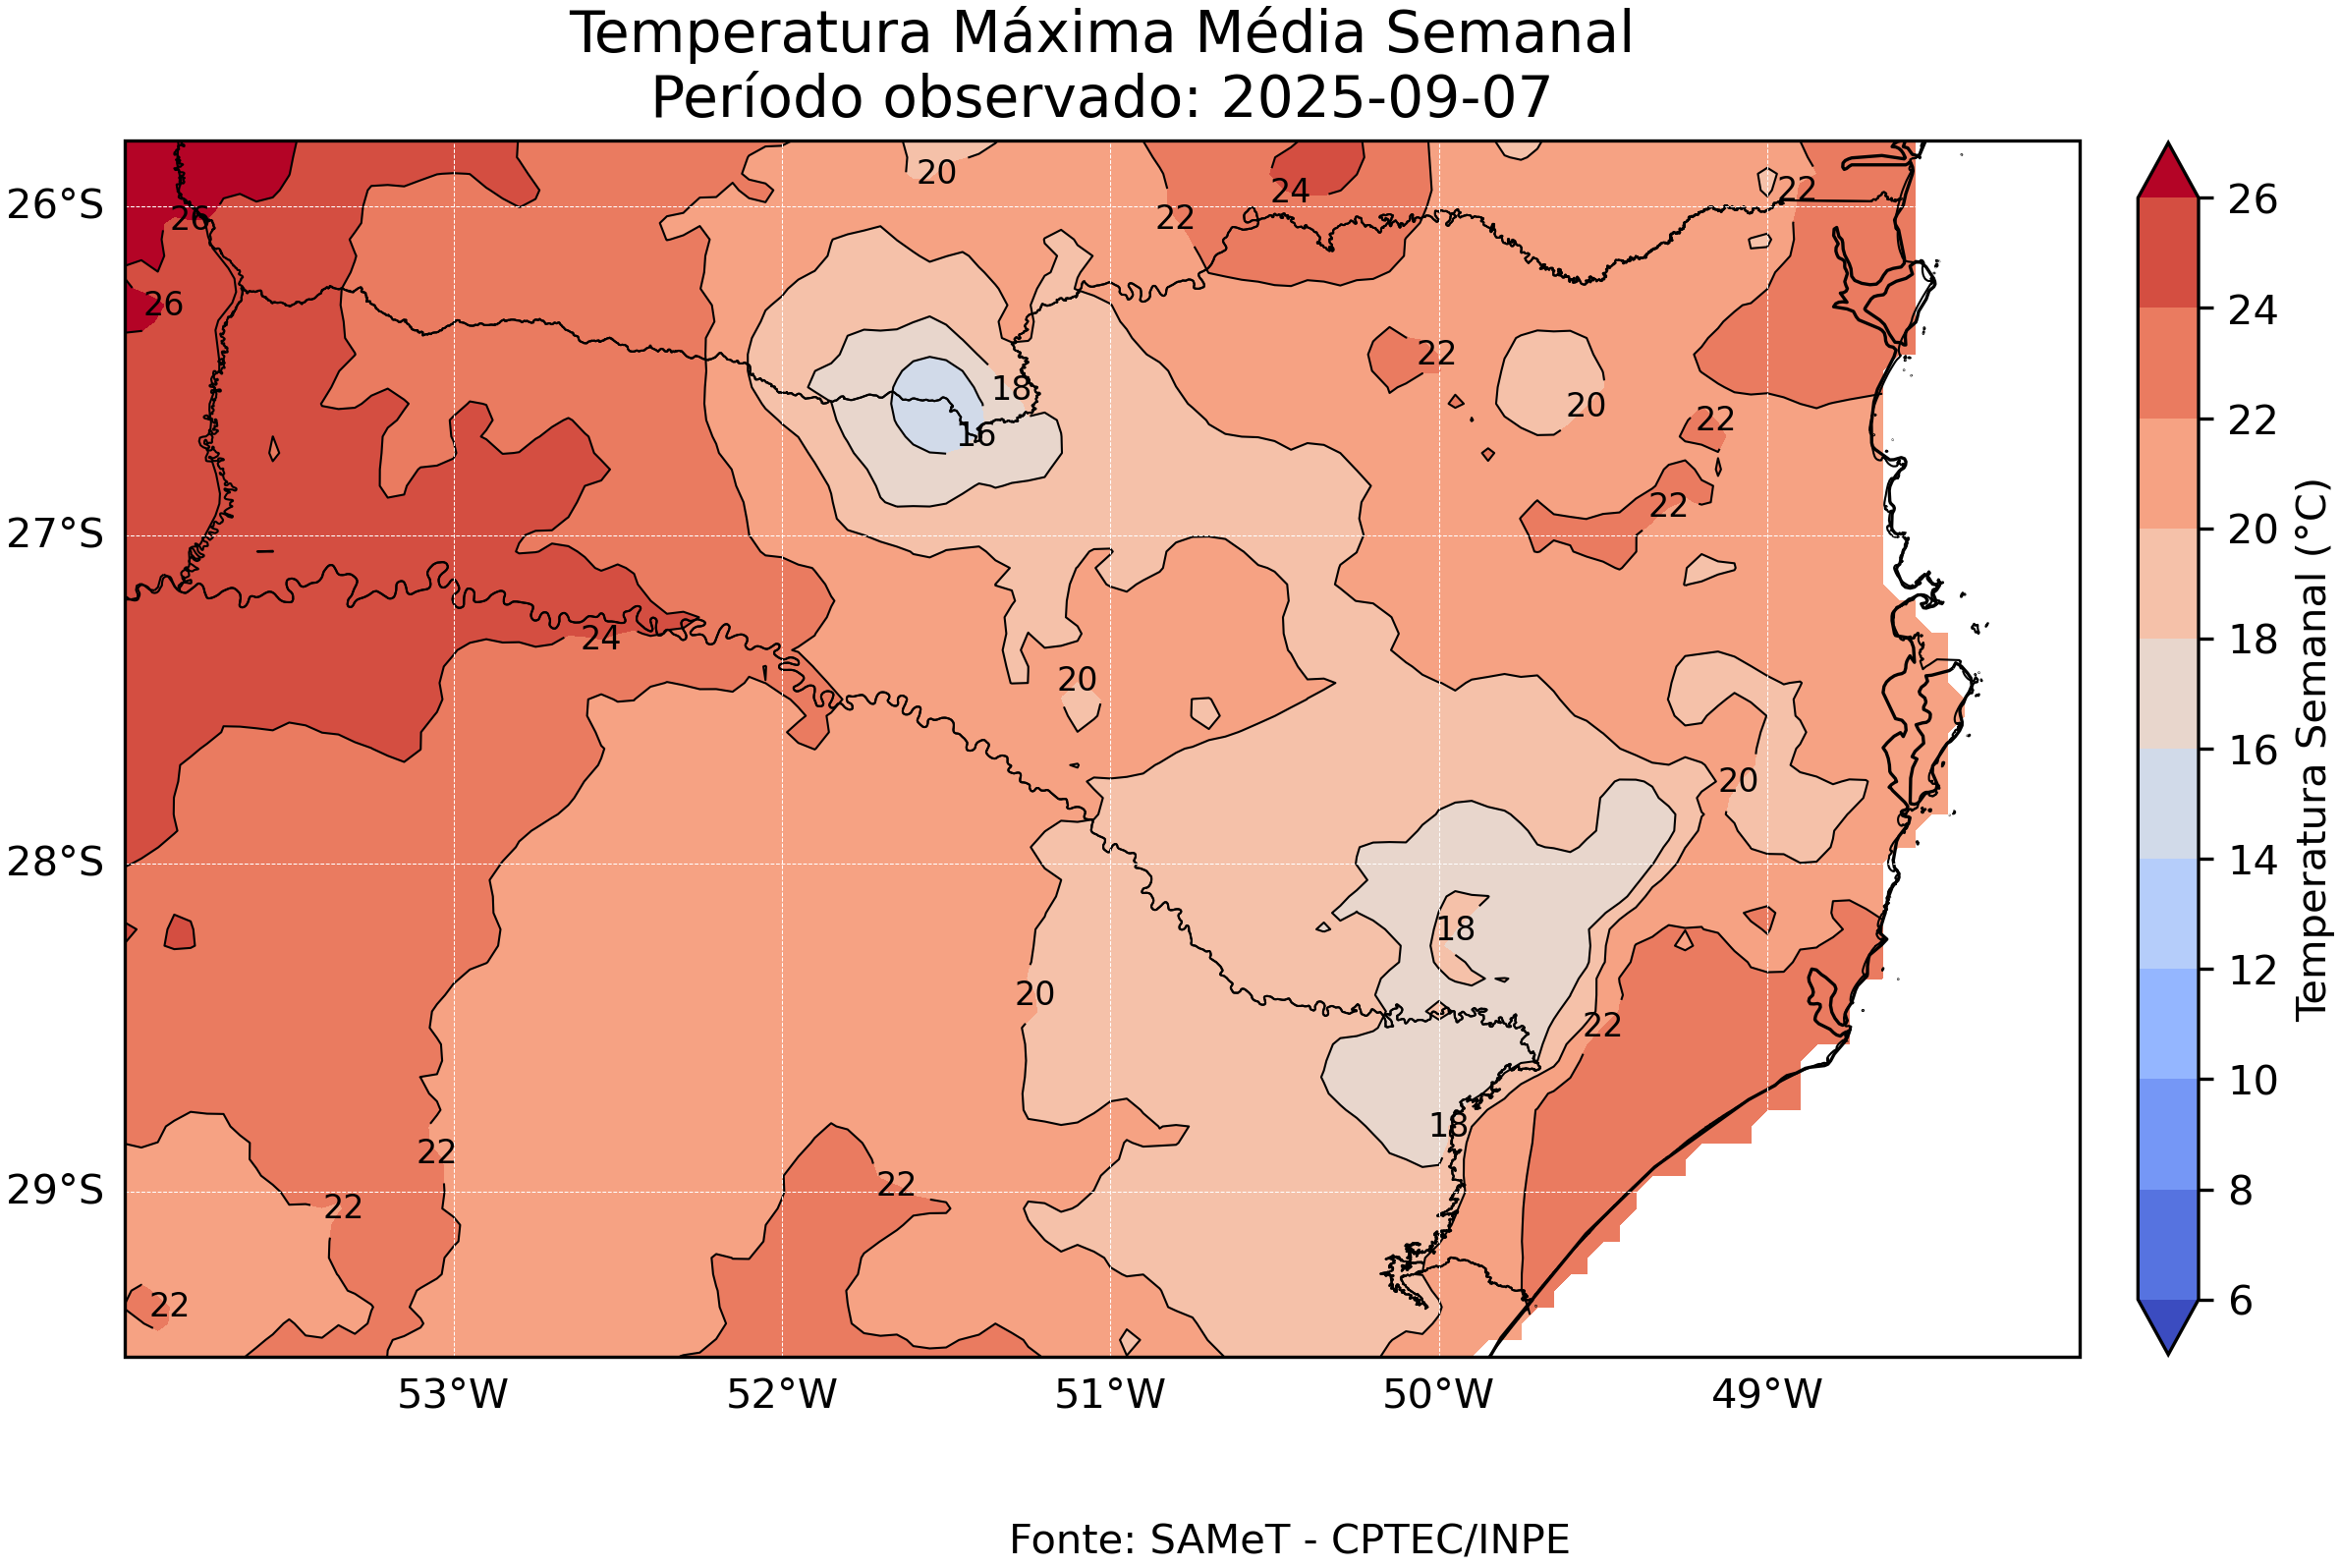 Temperatura Máxima Média Semanal
Período observado: 2025-09-07
20
24
22
22
26°S
26
26
22
18
20
22
16
22
27°S
24
20
20
28°S
18
20
22
18
22
22
29°S
22
22
53°W
52°W
51°W
50°W
49°W
26
24
22
20
18
16
14
12
10
8
6
Temperatura Semanal (°C)
Fonte: SAMeT - CPTEC/INPE